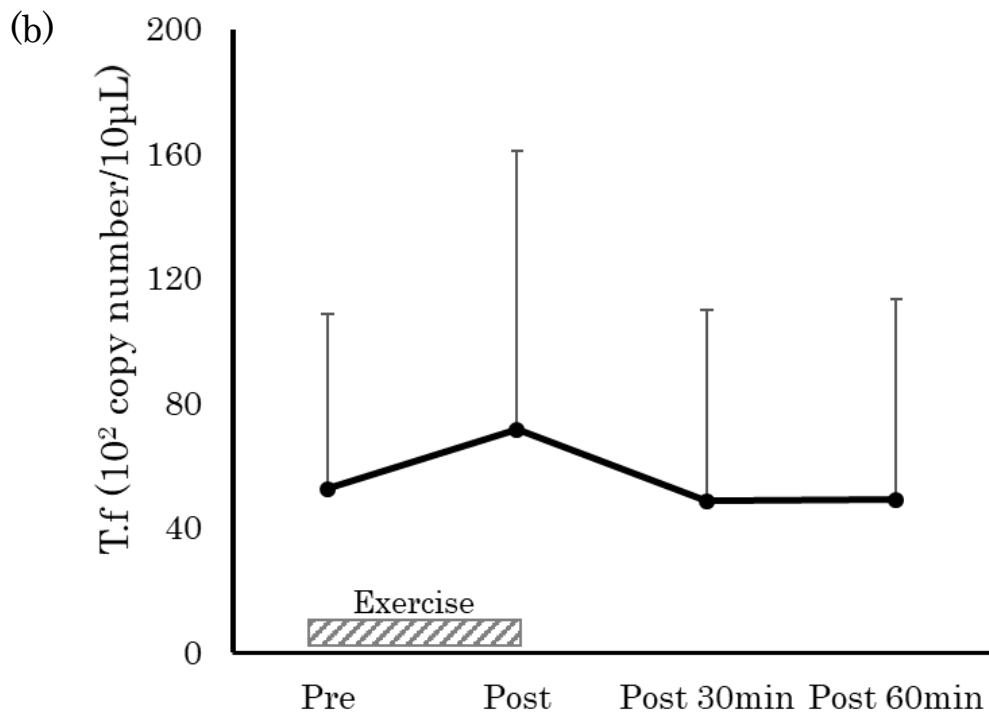 (b)
T.f (10² copy number/10µL)
200
160
120
80
40
0
Exercise
Pre Post Post 30min Post 60min